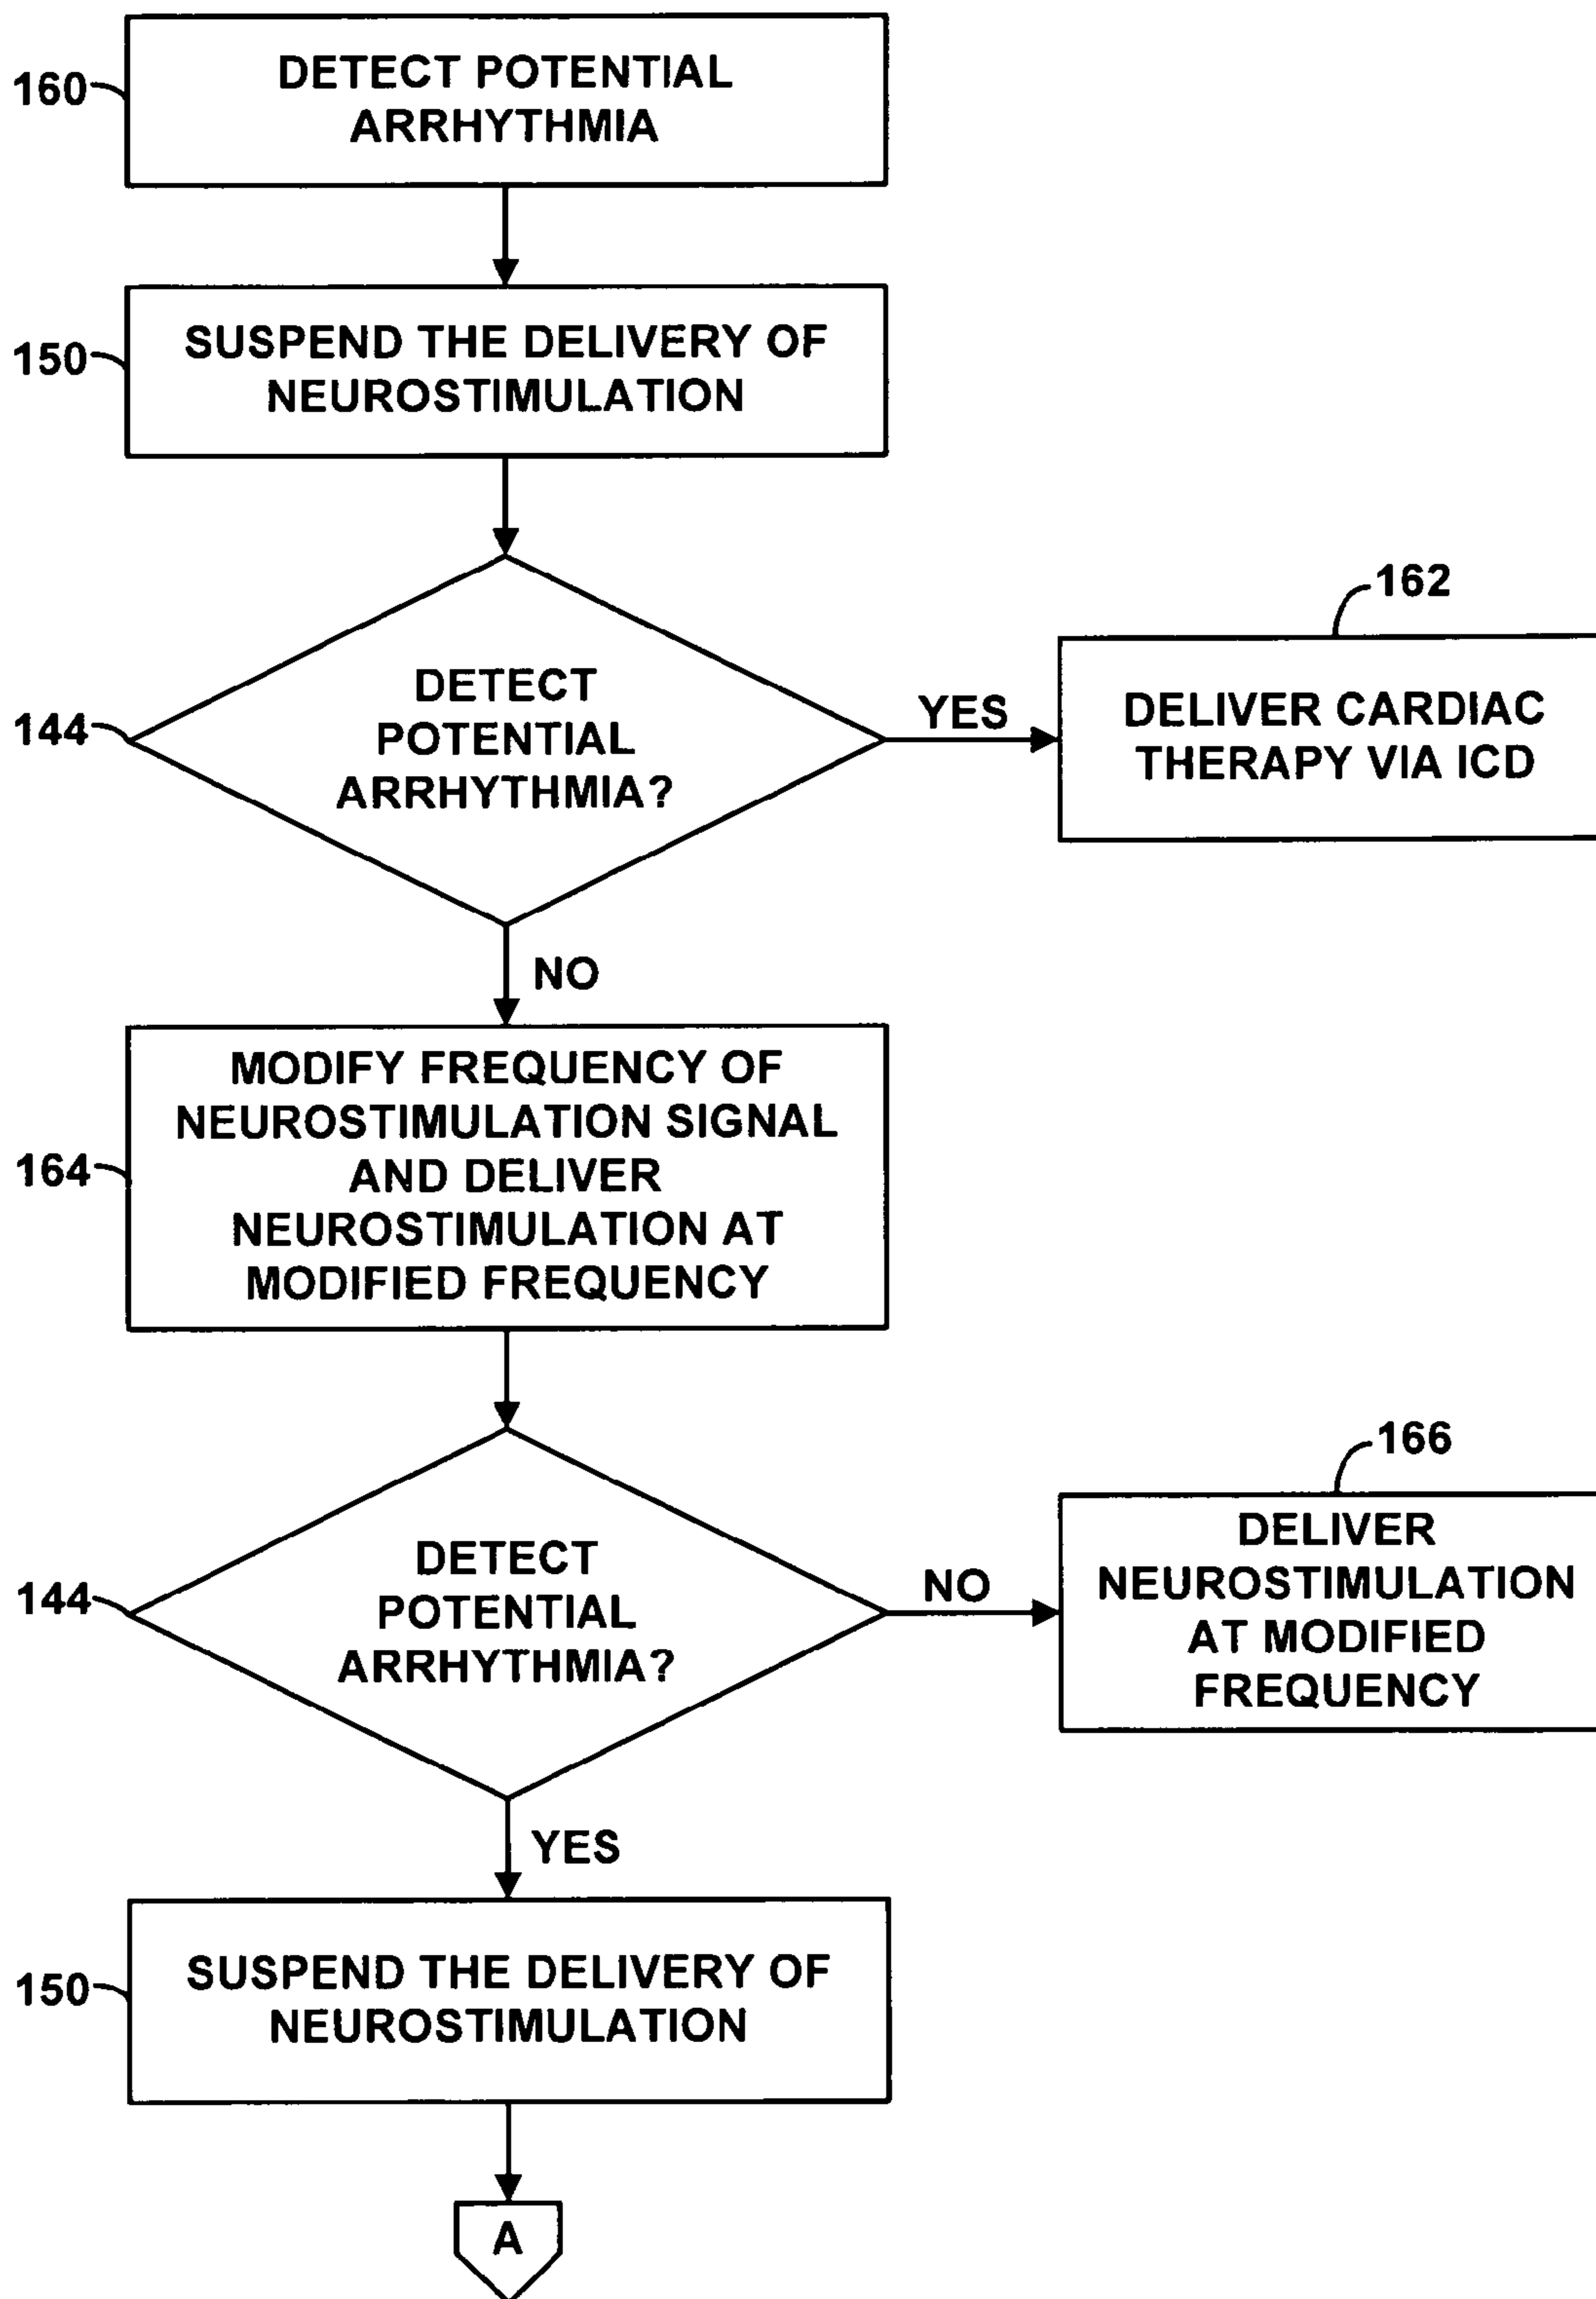 160
DETECT POTENTIAL
ARRHYTHMIA
150
SUSPEND THE DELIVERY OF
NEUROSTIMULATION
144
DETECT
POTENTIAL
ARRHYTHMIA?
YES
162
DELIVER CARDIAC
THERAPY VIA ICD
NO
164
MODIFY FREQUENCY OF
NEUROSTIMULATION SIGNAL
AND DELIVER
NEUROSTIMULATION AT
MODIFIED FREQUENCY
144
DETECT
POTENTIAL
ARRHYTHMIA?
NO
166
DELIVER
NEUROSTIMULATION
AT MODIFIED
FREQUENCY
YES
150
SUSPEND THE DELIVERY OF
NEUROSTIMULATION
A